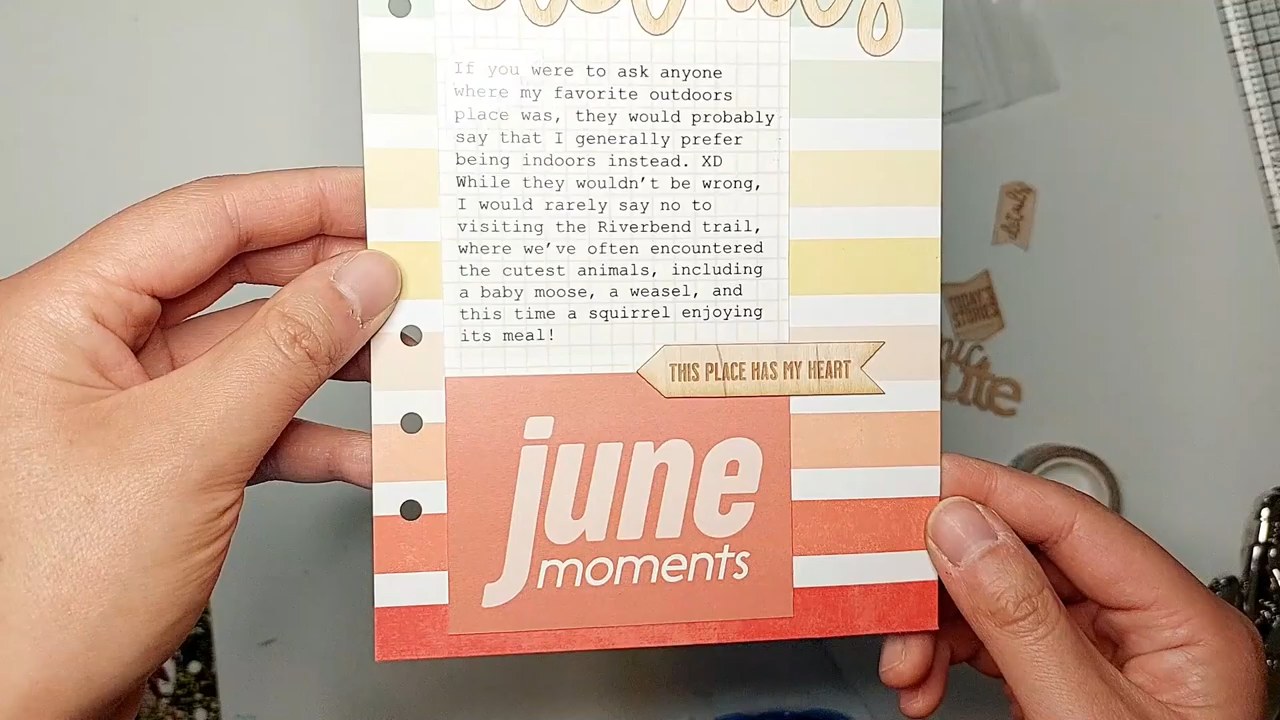 If you were to ask anyone
where my favorite outdoors
place was, they would probably
say that I generally prefer
being indoors instead. XD
While they wouldn't be wrong,
I would rarely say no to
visiting the Riverbend trail,
where we've often encountered
the cutest animals, including
a baby moose, a weasel, and
this time a squirrel enjoying
its meal!
THIS PLACE HAS MY HEART
june
moments
details
TODAY'S
STORIES